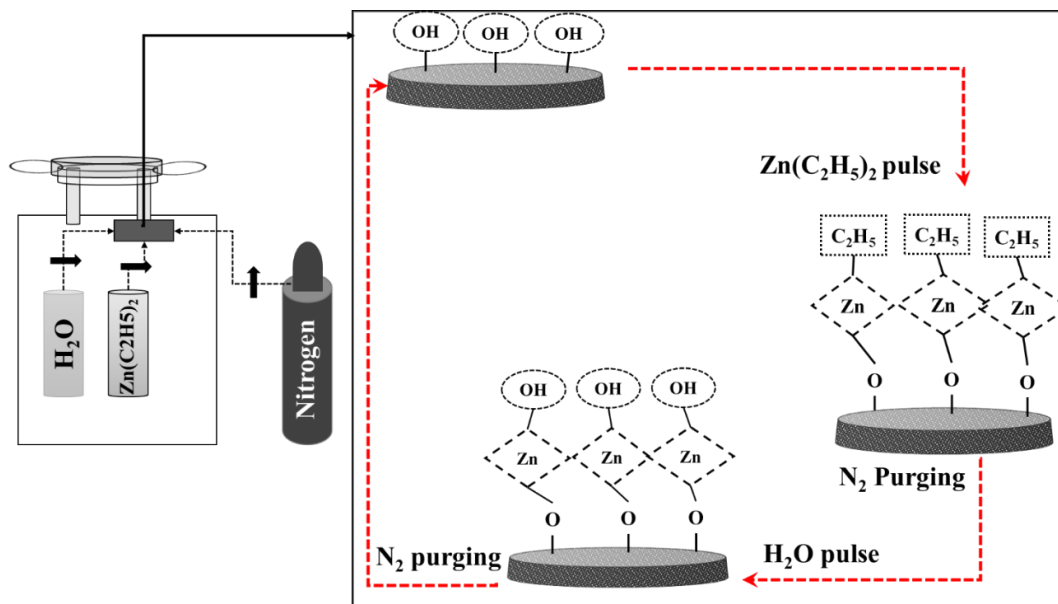 OH OH OH
Zn(C₂H₅)₂ pulse
C₂H₅ C₂H₅ C₂H₅
Zn Zn Zn
O O O
N₂ Purging
H₂O pulse
OH OH OH
Zn Zn Zn
O O O
N₂ purging
H₂O
Zn(C2H5)₂
Nitrogen